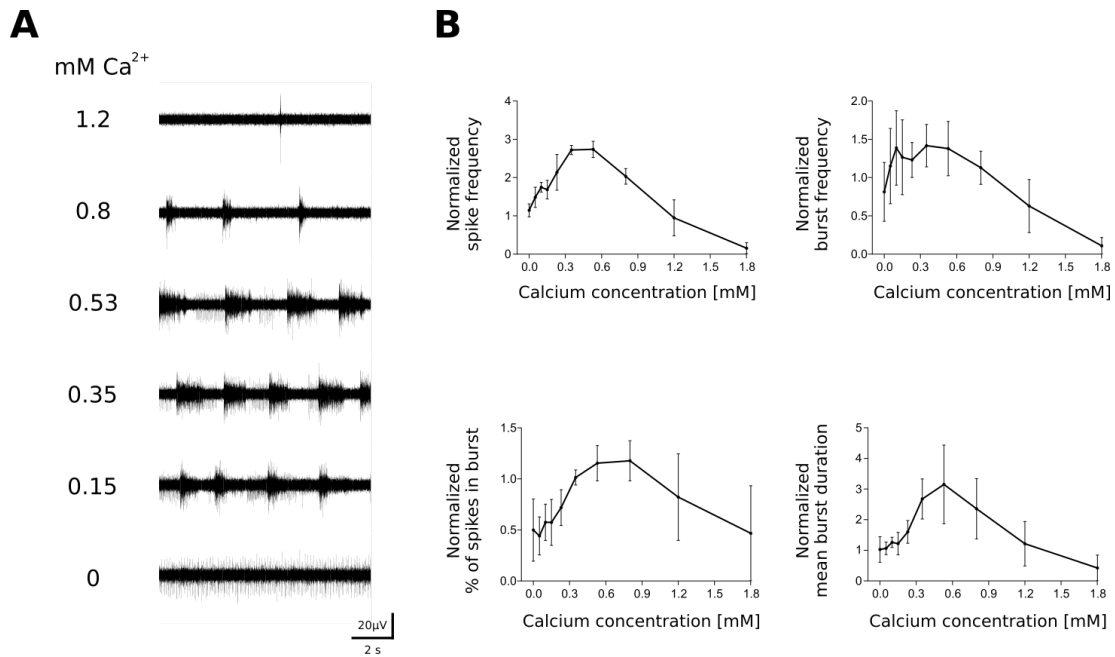 A
mM Ca²⁺
1.2
0.8
0.53
0.35
0.15
0
20µV
2 s
B
Normalized
spike frequency
4
3
2
1
0
0.0 0.3 0.6 0.9 1.2 1.5 1.8
Calcium concentration [mM]
Normalized
burst frequency
2.0
1.5
1.0
0.5
0.0
0.0 0.3 0.6 0.9 1.2 1.5 1.8
Calcium concentration [mM]
Normalized
% of spikes in burst
1.5
1.0
0.5
0.0
0.0 0.3 0.6 0.9 1.2 1.5 1.8
Calcium concentration [mM]
Normalized
mean burst duration
5
4
3
2
1
0
0.0 0.3 0.6 0.9 1.2 1.5 1.8
Calcium concentration [mM]